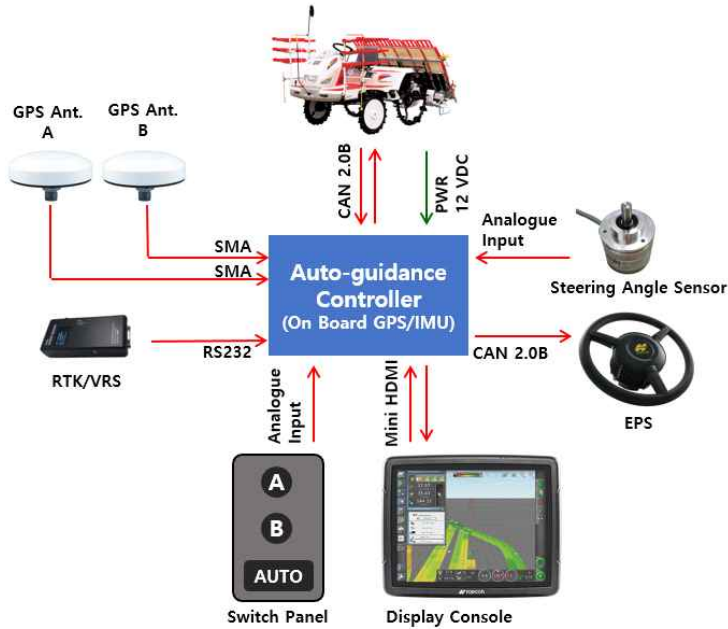 GPS Ant.
A
GPS Ant.
B
CAN 2.0B
PWR
12 VDC
Analogue
Input
SMA
SMA
Steering Angle Sensor
Auto-guidance
Controller
(On Board GPS/IMU)
RS232
RTK/VRS
CAN 2.0B
EPS
Analogue
Input
Mini HDMI
A
B
AUTO
TOPCON
Switch Panel
Display Console